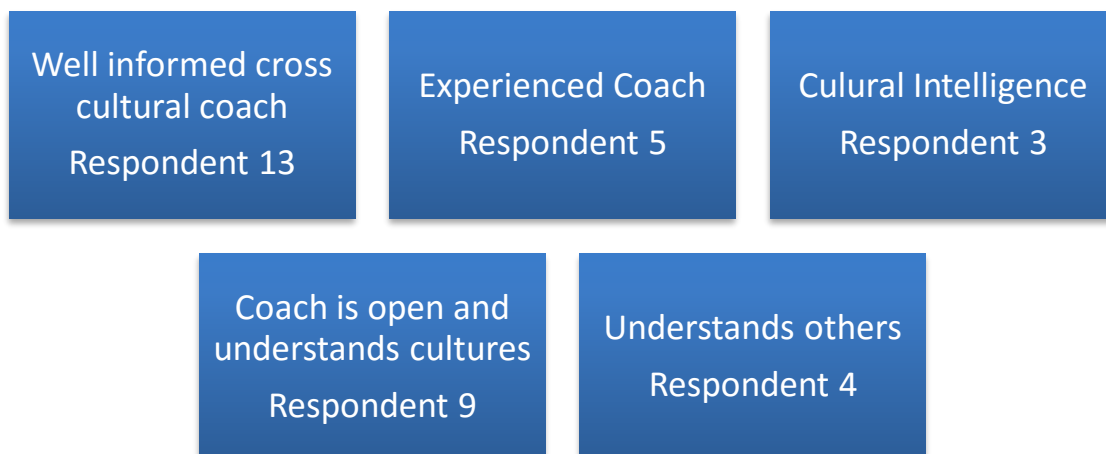 Well informed cross
cultural coach
Respondent 13
Experienced Coach
Respondent 5
Culural Intelligence
Respondent 3
Coach is open and
understands cultures
Respondent 9
Understands others
Respondent 4